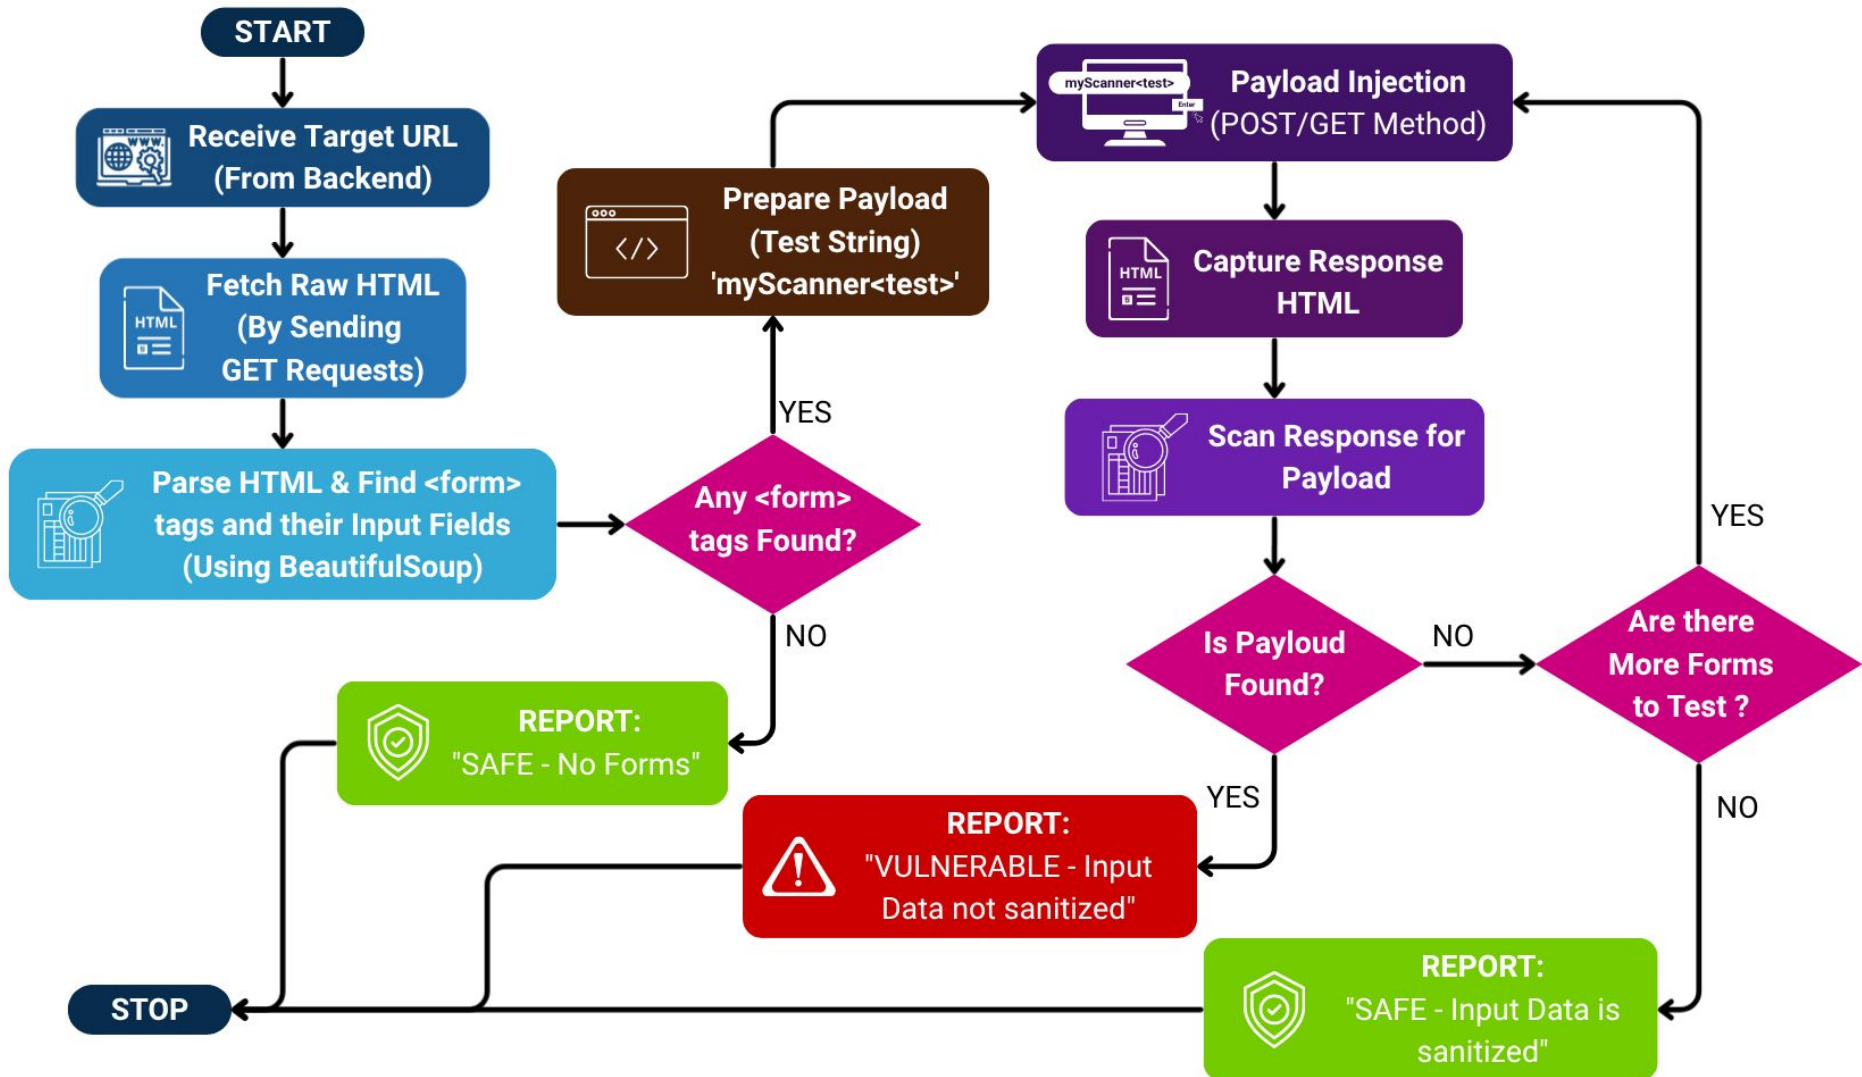 START
Receive Target URL
(From Backend)
WWW
Fetch Raw HTML
(By Sending
GET Requests)
HTML
Parse HTML & Find <form>
tags and their Input Fields
(Using BeautifulSoup)
Any <form>
tags Found?
YES
NO
Prepare Payload
(Test String)
'myScanner<test>'
</>
REPORT:
"SAFE - No Forms"
myScanner<test>
Enter
Payload Injection
(POST/GET Method)
HTML
Capture Response
HTML
Scan Response for
Payload
Is Payloud
Found?
NO
YES
Are there
More Forms
to Test ?
YES
NO
REPORT:
"VULNERABLE - Input
Data not sanitized"
REPORT:
"SAFE - Input Data is
sanitized"
STOP